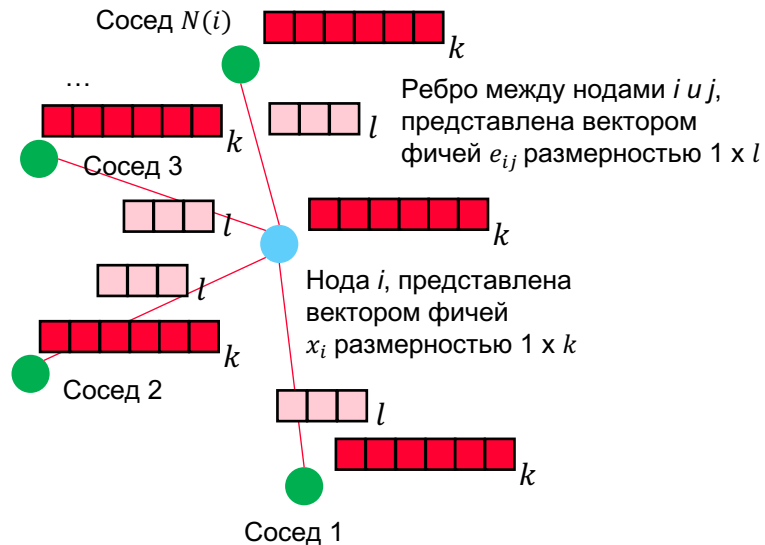 Сосед N(i)
k
...
k
l
Ребро между нодами i и j,
представлена вектором
фичей e_ij размерностью 1 x l
Сосед 3
l
k
l
Нода i, представлена
вектором фичей
x_i размерностью 1 x k
k
Сосед 2
l
k
Сосед 1